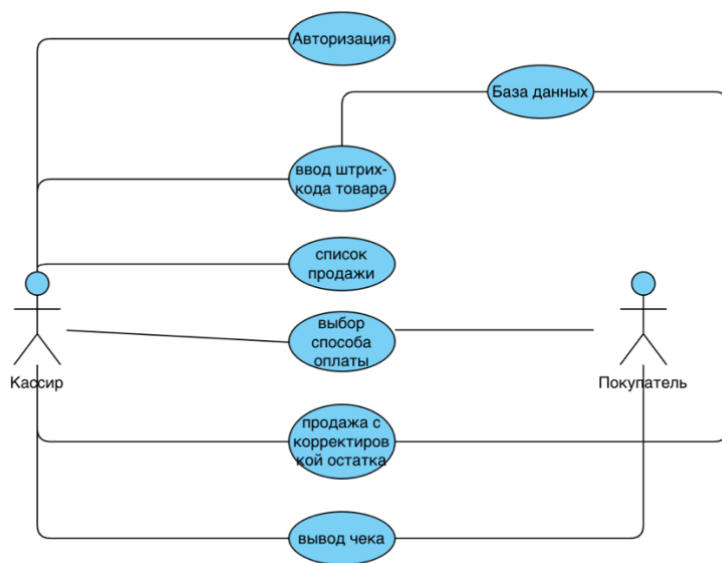 Авторизация
База данных
ввод штрих-
кода товара
список
продажи
выбор
способа
оплаты
Кассир
Покупатель
продажа с
корректиров
кой остатка
вывод чека